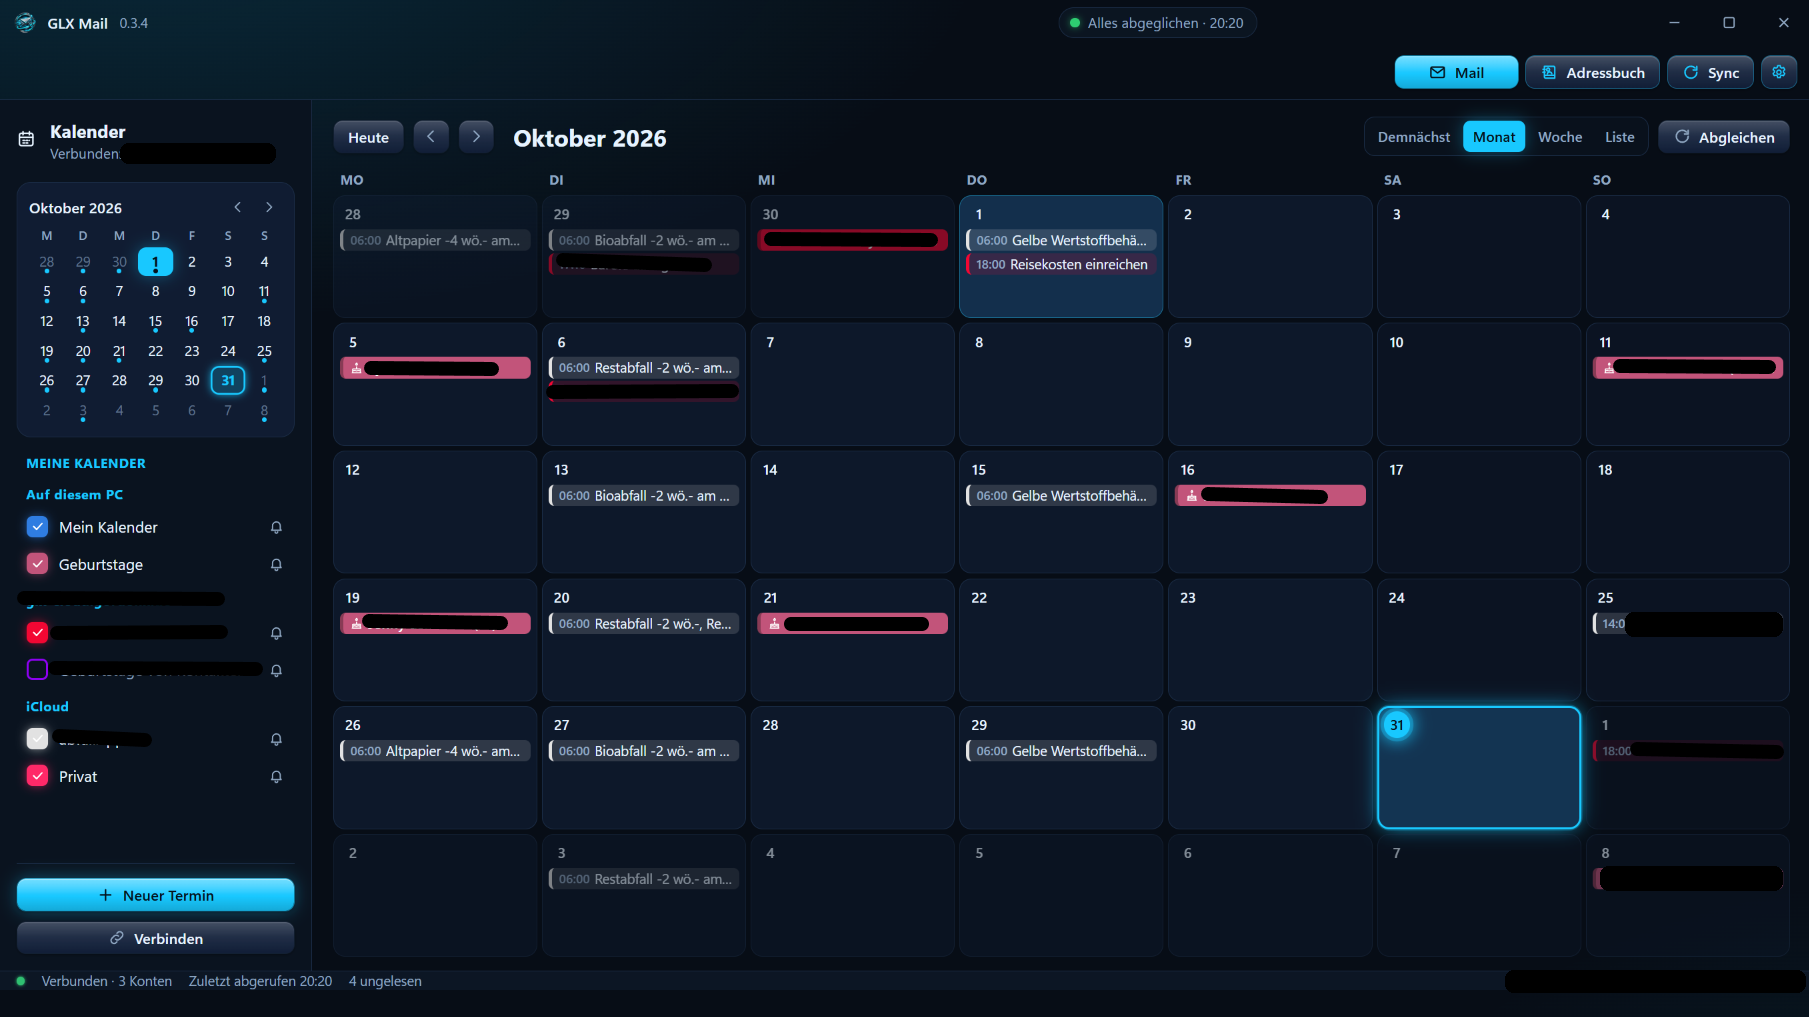 GLX Mail 0.3.4
Alles abgeglichen · 20:20
Mail
Adressbuch
Sync
Kalender
Verbunden:
Oktober 2026
M D M D F S S
28 29 30 1 2 3 4
5 6 7 8 9 10 11
12 13 14 15 16 17 18
19 20 21 22 23 24 25
26 27 28 29 30 31 1
2 3 4 5 6 7 8
MEINE KALENDER
Auf diesem PC
Mein Kalender
Geburtstage
iCloud
Privat
+ Neuer Termin
Verbinden
Heute
Oktober 2026
Demnächst Monat Woche Liste
Abgleichen
MO DI MI DO FR SA SO
28 29 30 1 2 3 4
06:00 Altpapier -4 wö.- am...
06:00 Bioabfall -2 wö.- am ...
06:00 Gelbe Wertstoffbehä...
18:00 Reisekosten einreichen
5 6 7 8 9 10 11
06:00 Restabfall -2 wö.- am...
12 13 14 15 16 17 18
06:00 Bioabfall -2 wö.- am ...
06:00 Gelbe Wertstoffbehä...
19 20 21 22 23 24 25
06:00 Restabfall -2 wö.-, Re...
14:0
26 27 28 29 30 31 1
06:00 Altpapier -4 wö.- am...
06:00 Bioabfall -2 wö.- am ...
06:00 Gelbe Wertstoffbehä...
18:00
2 3 4 5 6 7 8
06:00 Restabfall -2 wö.- am...
Verbunden · 3 Konten Zuletzt abgerufen 20:20 4 ungelesen